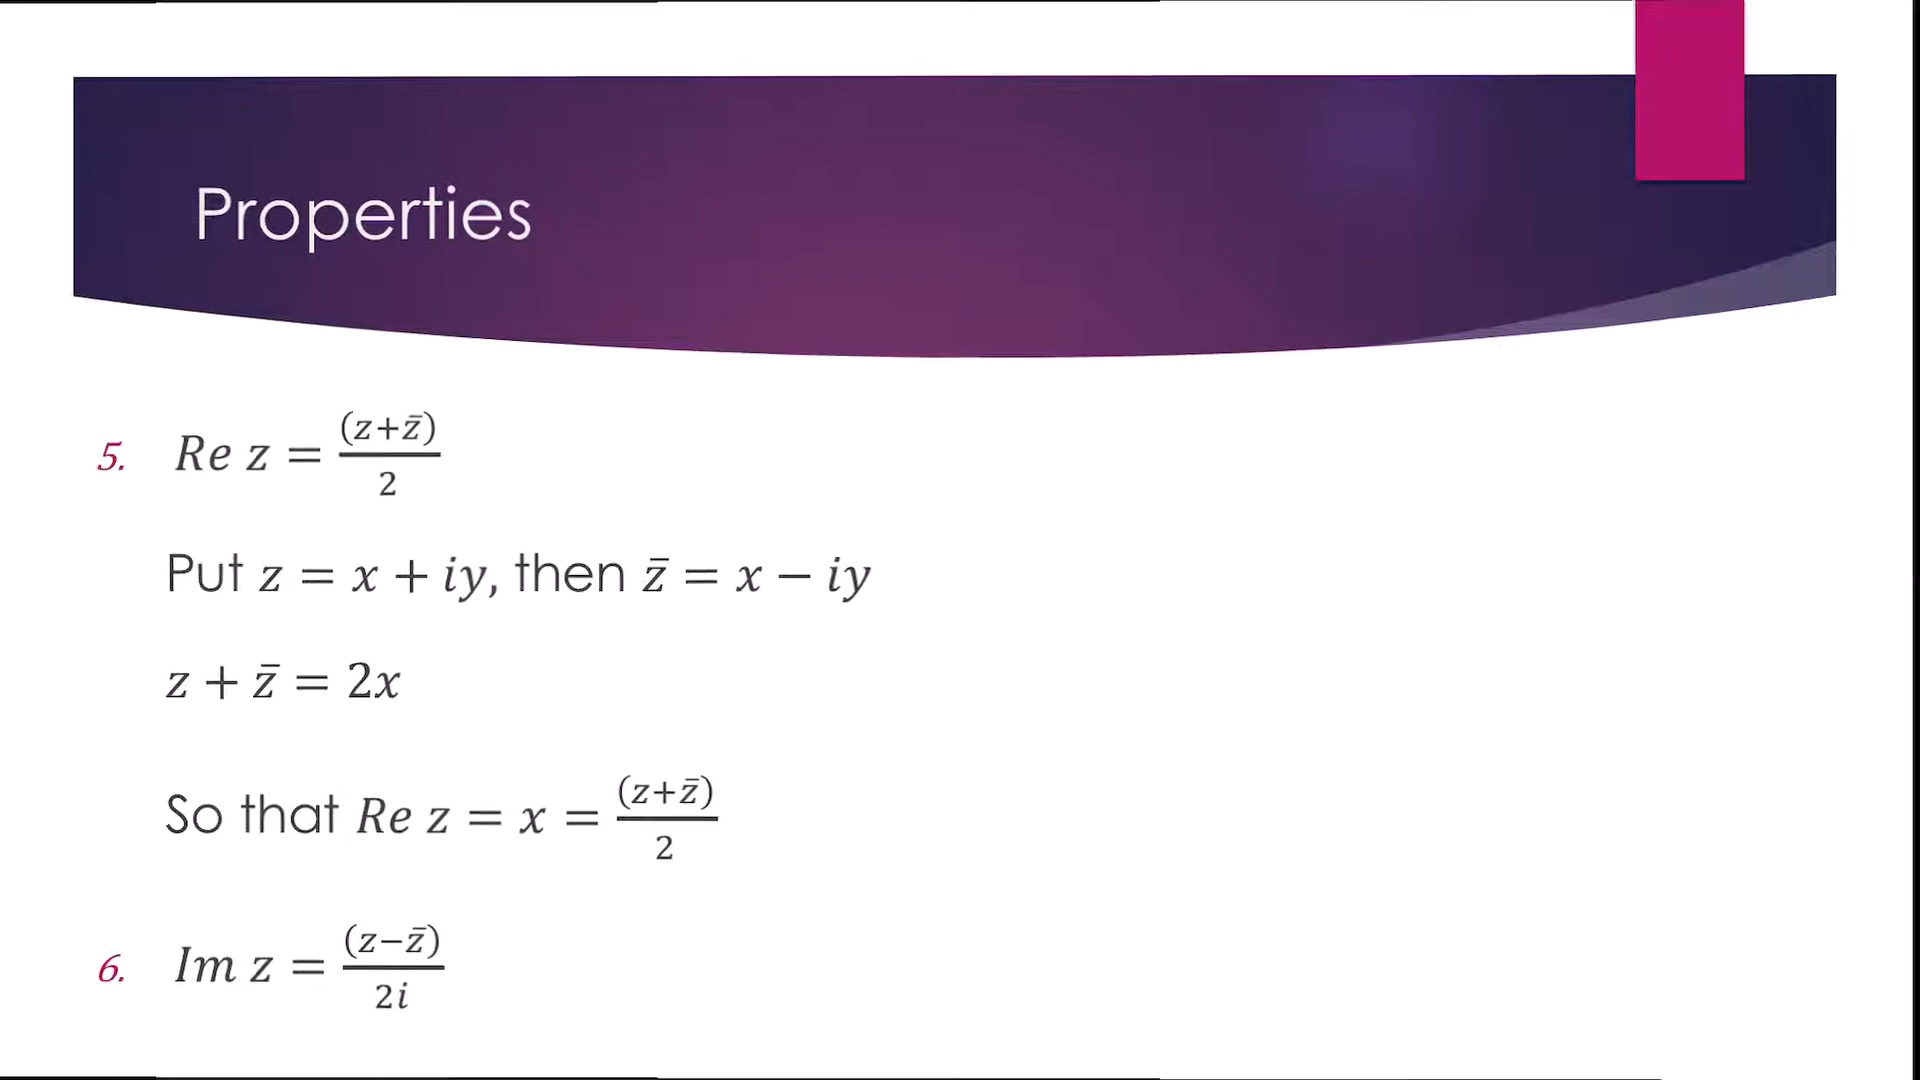 Properties
5. Re z = (z+z̄)/2
Put z = x + iy, then z̄ = x − iy
z + z̄ = 2x
So that Re z = x = (z+z̄)/2
6. Im z = (z−z̄)/2i